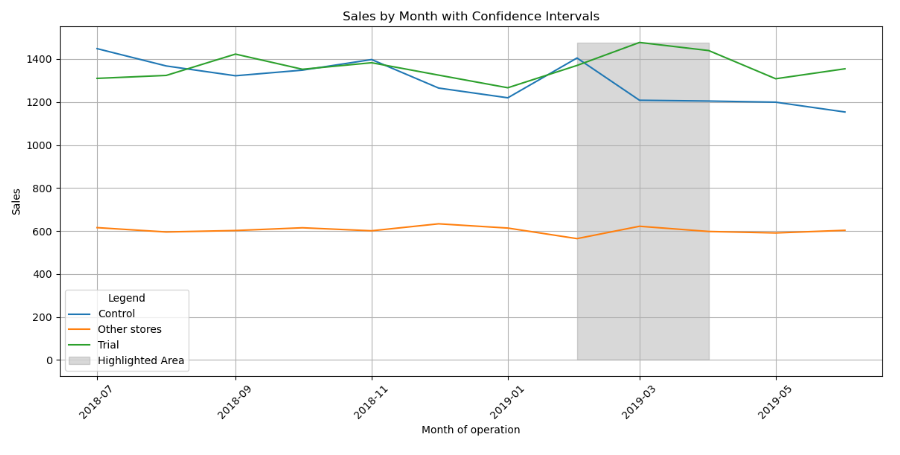 Sales by Month with Confidence Intervals
Sales
1400
1200
1000
800
600
400
200
0
Legend
Control
Other stores
Trial
Highlighted Area
2018-07
2018-09
2018-11
2019-01
2019-03
2019-05
Month of operation